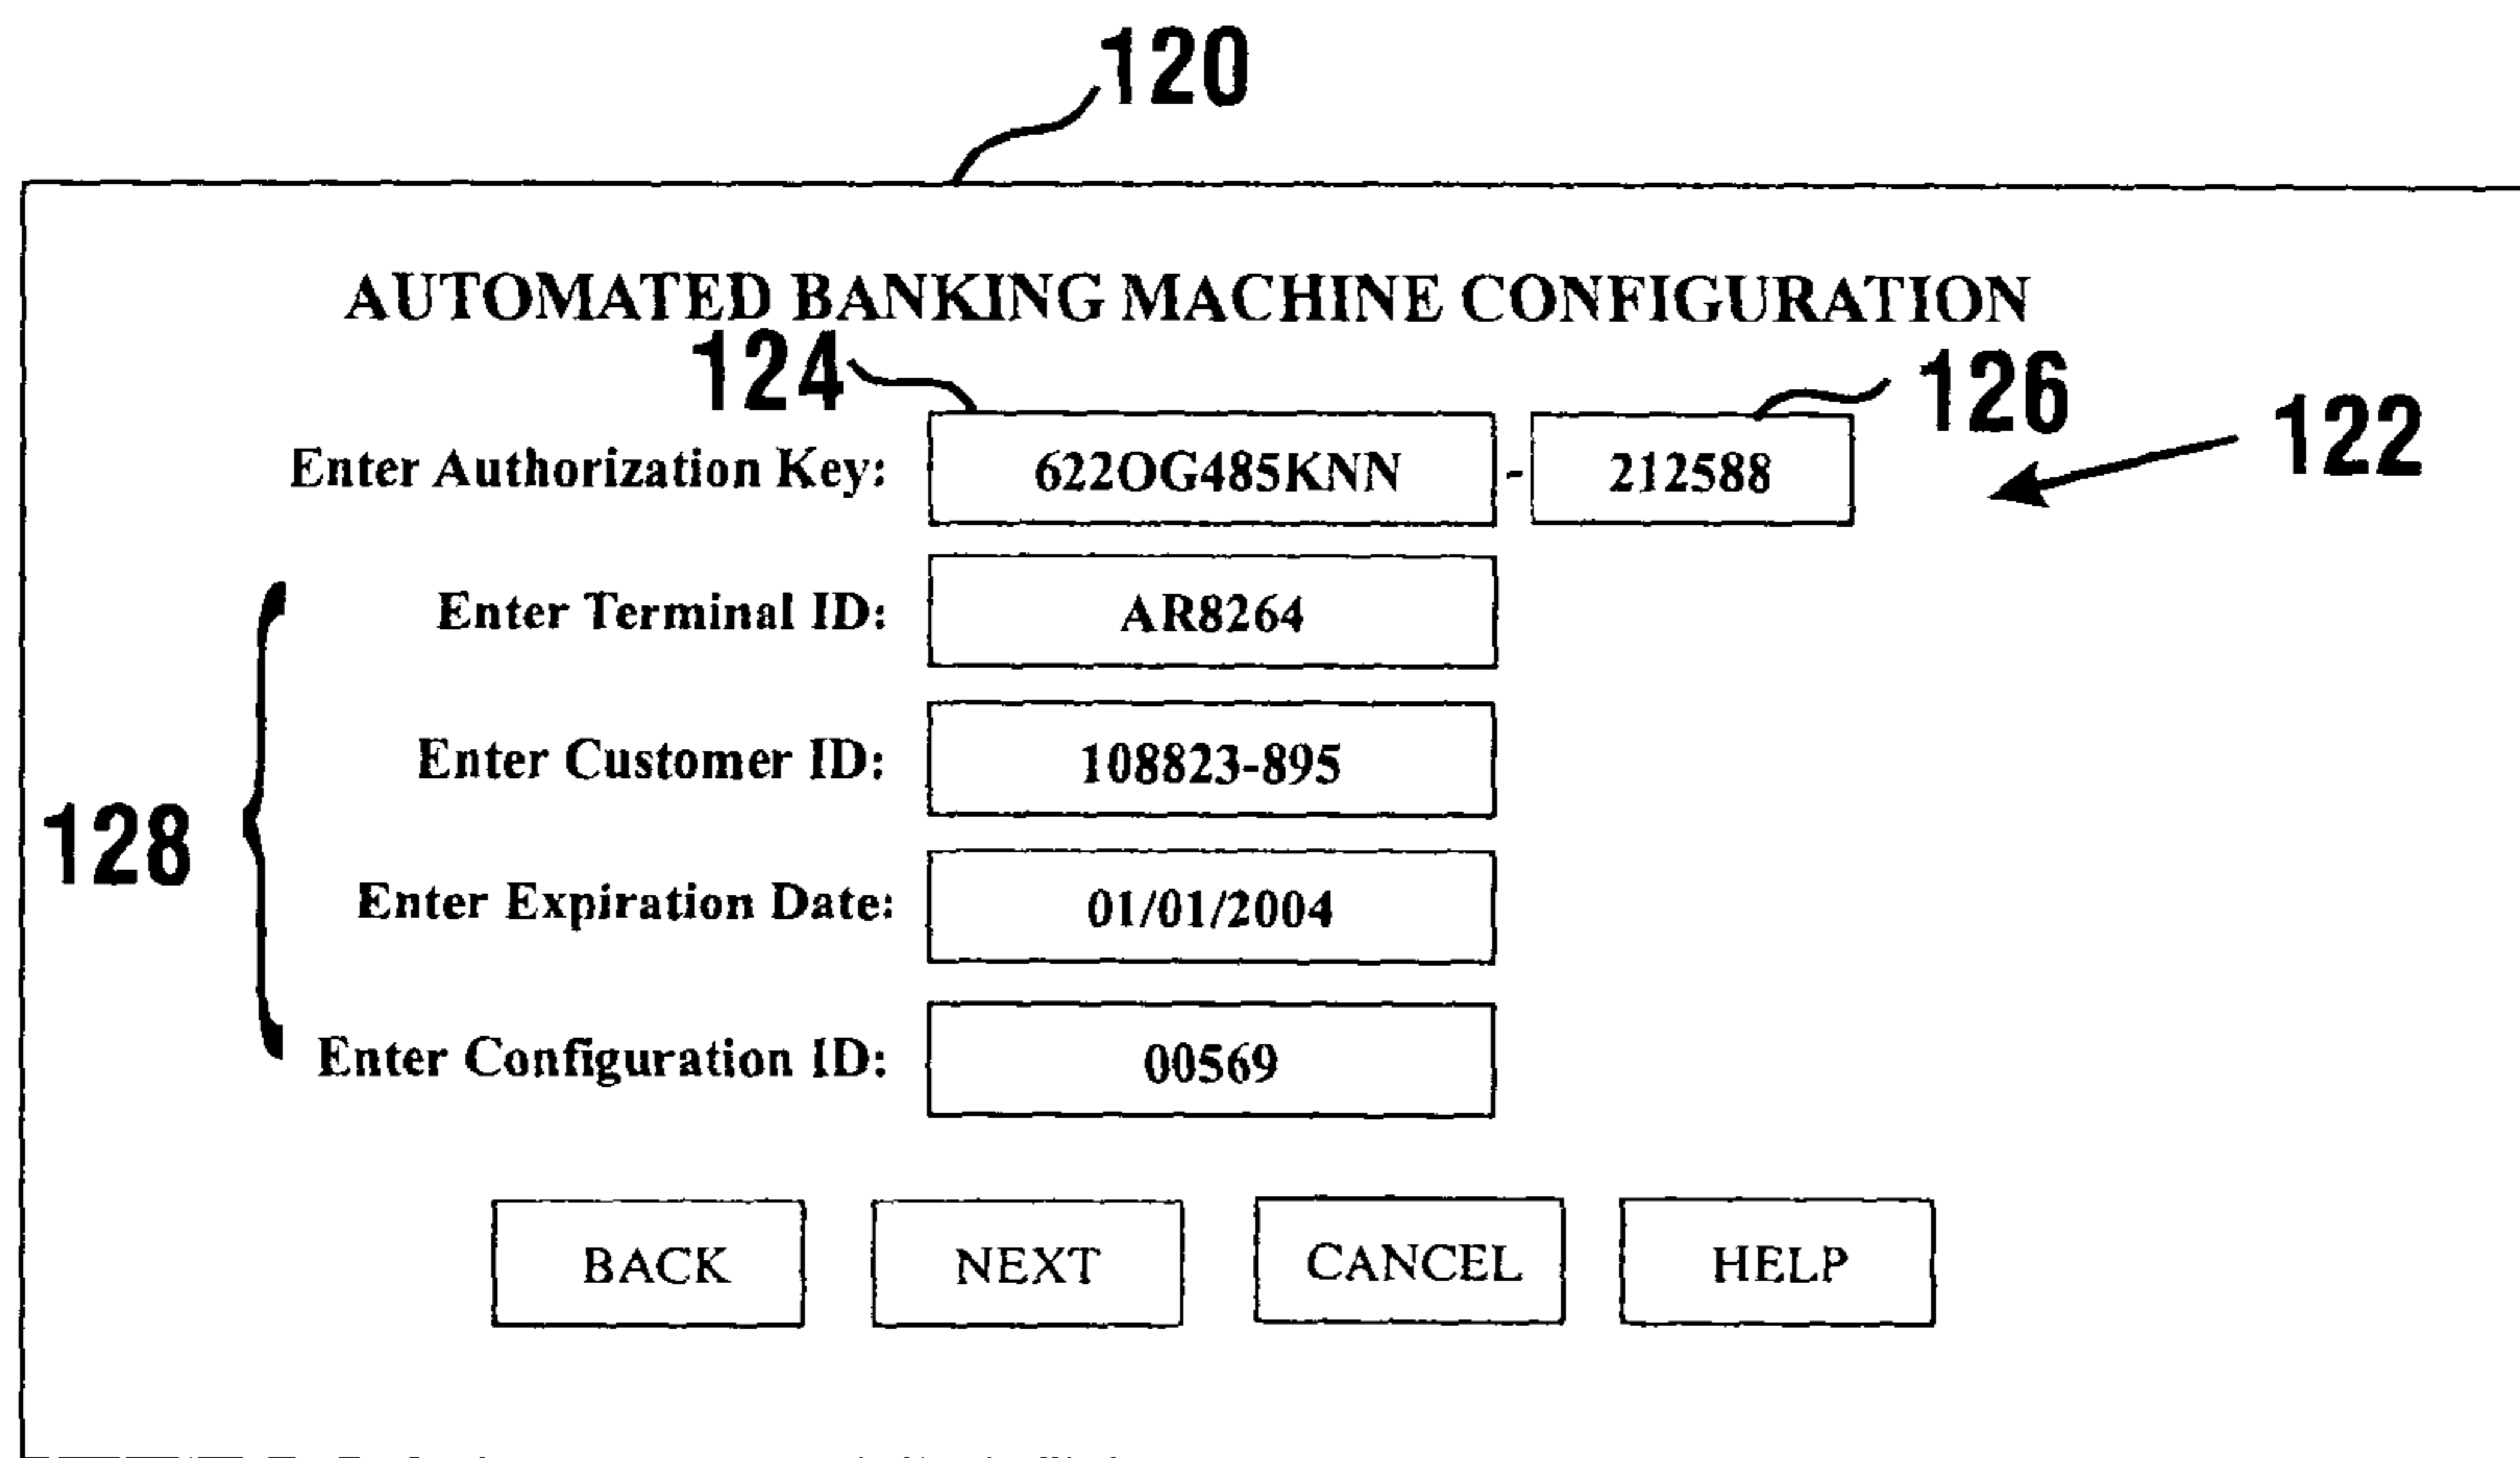 120
AUTOMATED BANKING MACHINE CONFIGURATION
124
126
122
Enter Authorization Key: 622OG485KNN - 212588
Enter Terminal ID: AR8264
Enter Customer ID: 108823-895
128
Enter Expiration Date: 01/01/2004
Enter Configuration ID: 00569
BACK NEXT CANCEL HELP